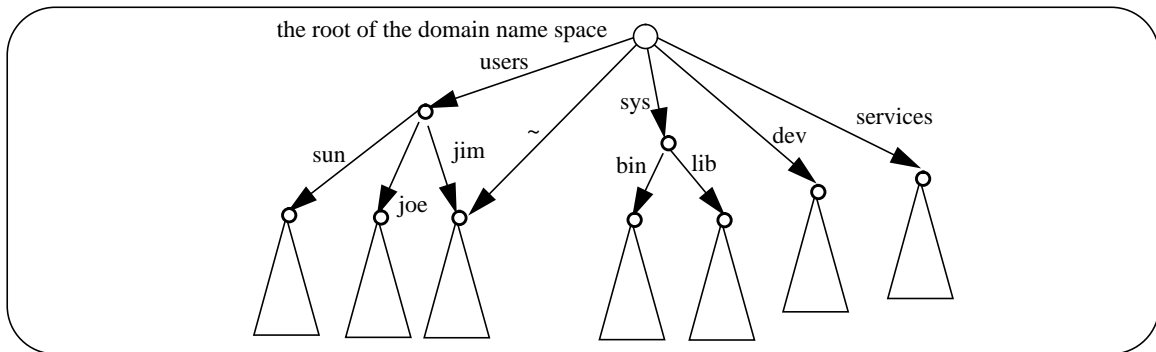 the root of the domain name space
users
sys
~
services
dev
sun
jim
bin
lib
joe